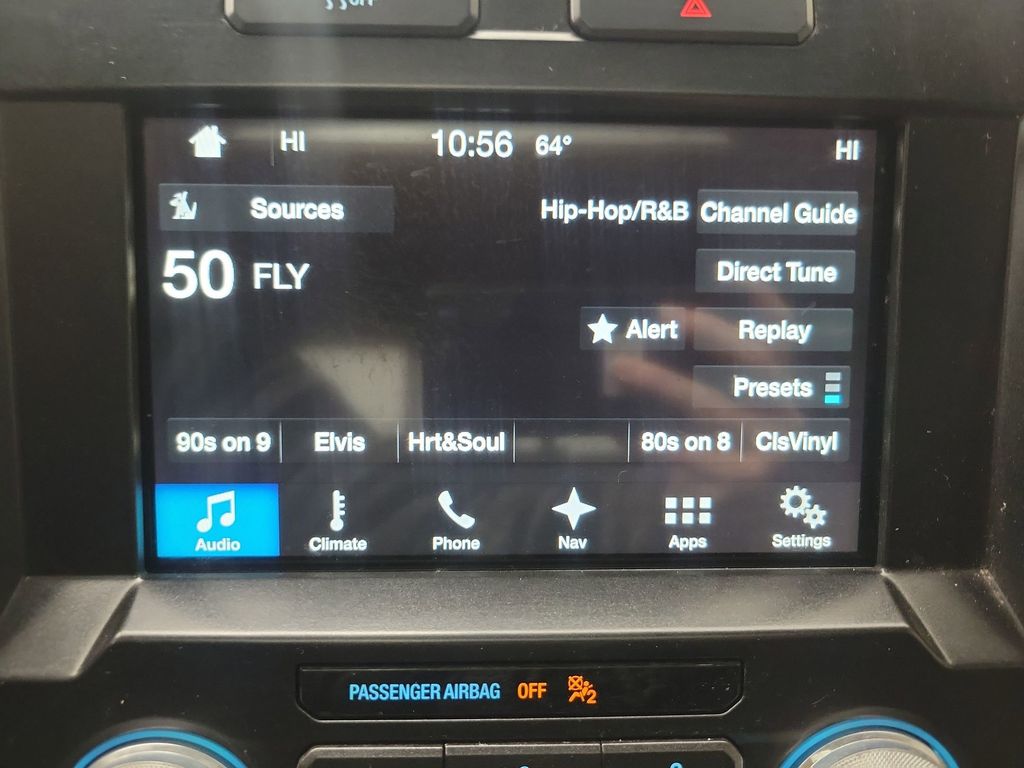 HI 10:56 64° HI
Sources Hip-Hop/R&B Channel Guide
50 FLY Direct Tune
Alert Replay
Presets
90s on 9 Elvis Hrt&Soul 80s on 8 ClsVinyl
Audio Climate Phone Nav Apps Settings
PASSENGER AIRBAG OFF 2